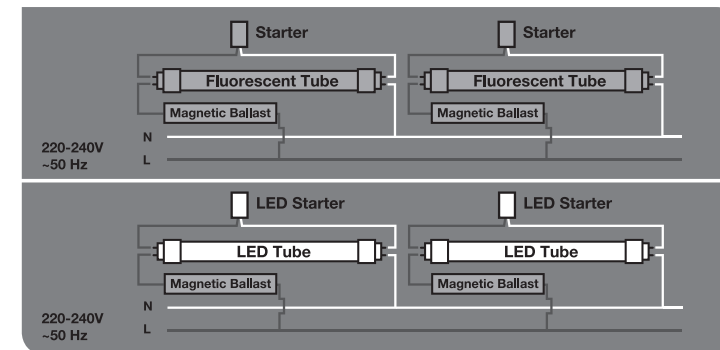 Starter Starter
Fluorescent Tube Fluorescent Tube
Magnetic Ballast Magnetic Ballast
N
220-240V
L
~50 Hz
LED Starter LED Starter
LED Tube LED Tube
Magnetic Ballast Magnetic Ballast
N
220-240V
L
~50 Hz